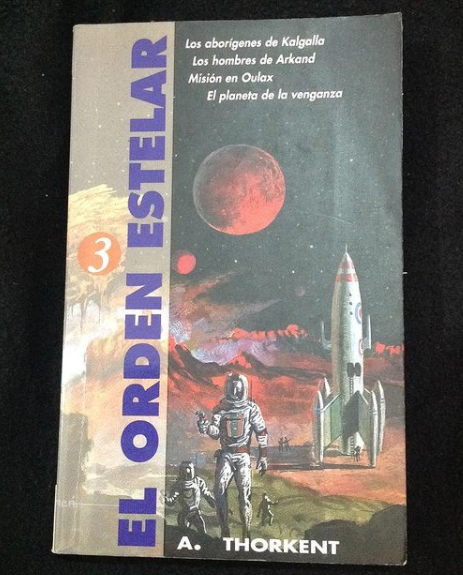 Los aborígenes de Kalgalla
Los hombres de Arkand
Misión en Oulax
El planeta de la venganza
EL ORDEN ESTELAR
3
A. THORKENT